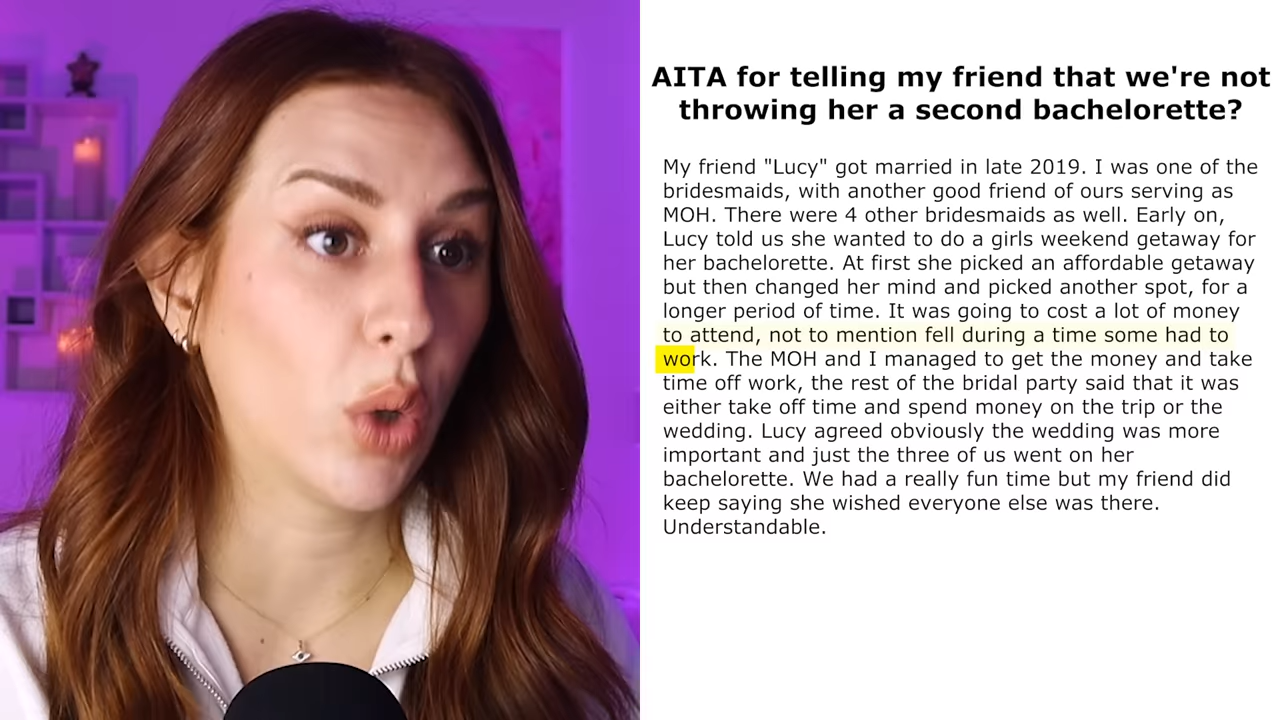 AITA for telling my friend that we're not
throwing her a second bachelorette?
My friend "Lucy" got married in late 2019. I was one of the
bridesmaids, with another good friend of ours serving as
MOH. There were 4 other bridesmaids as well. Early on,
Lucy told us she wanted to do a girls weekend getaway for
her bachelorette. At first she picked an affordable getaway
but then changed her mind and picked another spot, for a
longer period of time. It was going to cost a lot of money
to attend, not to mention fell during a time some had to
work. The MOH and I managed to get the money and take
time off work, the rest of the bridal party said that it was
either take off time and spend money on the trip or the
wedding. Lucy agreed obviously the wedding was more
important and just the three of us went on her
bachelorette. We had a really fun time but my friend did
keep saying she wished everyone else was there.
Understandable.